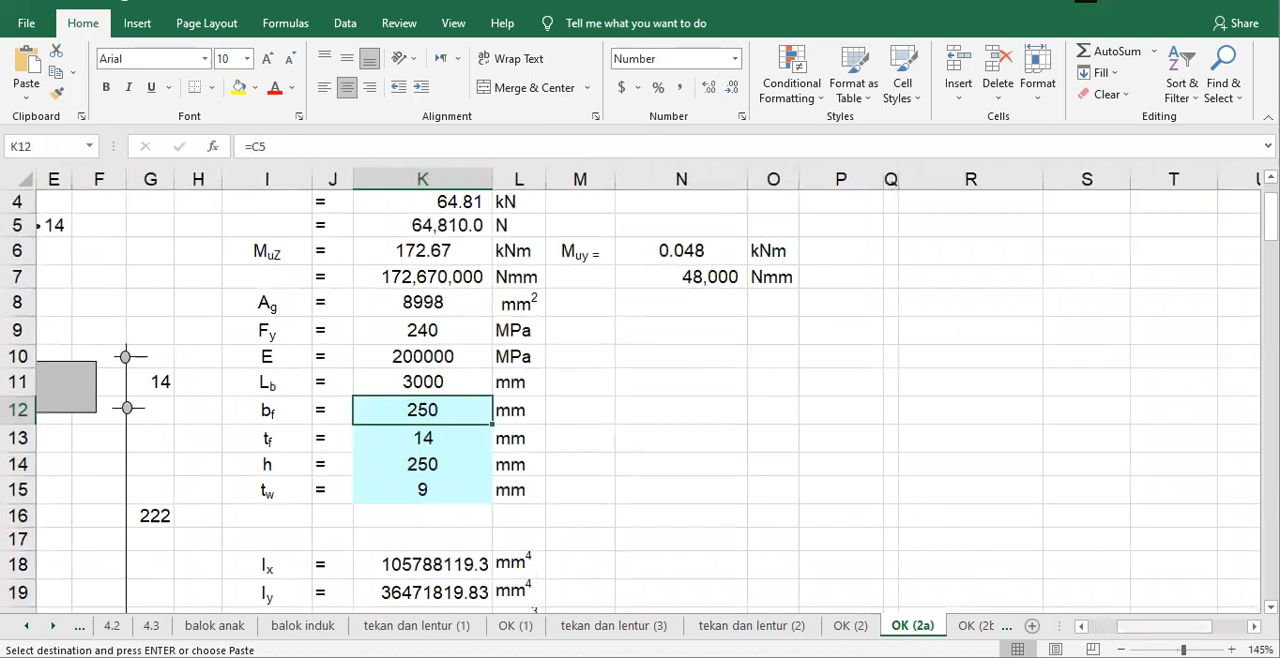 File Home Insert Page Layout Formulas Data Review View Help Tell me what you want to do Share
Paste Arial 10 A A Wrap Text Number Conditional Formatting Format as Table Cell Styles Insert Delete Format AutoSum Sort & Filter Find & Select
B I U A Merge & Center $ % , Fill
Clear
Clipboard Font Alignment Number Styles Cells Editing
K12 fx =C5
E F G H I J K L M N O P Q R S T
4 = 64.81 kN
5 14 = 64,810.0 N
6 MuZ = 172.67 kNm Muy = 0.048 kNm
7 = 172,670,000 Nmm 48,000 Nmm
8 Ag = 8998 mm2
9 Fy = 240 MPa
10 E = 200000 MPa
11 14 Lb = 3000 mm
12 bf = 250 mm
13 tf = 14 mm
14 h = 250 mm
15 tw = 9 mm
16 222
17
18 Ix = 105788119.3 mm4
19 Iy = 36471819.83 mm4
3
... 4.2 4.3 balok anak balok induk tekan dan lentur (1) OK (1) tekan dan lentur (3) tekan dan lentur (2) OK (2) OK (2a) OK (2b ...
Select destination and press ENTER or choose Paste 145%